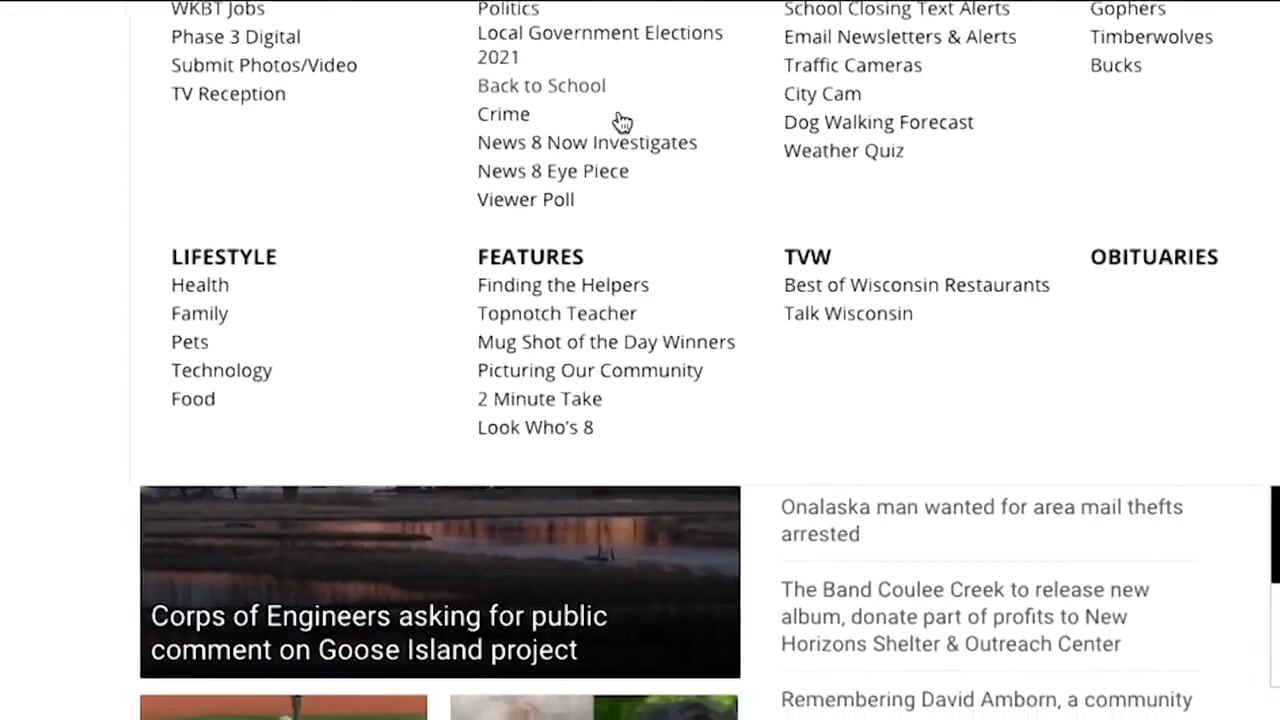 WKBT Jobs
Phase 3 Digital
Submit Photos/Video
TV Reception
Politics
Local Government Elections
2021
Back to School
Crime
News 8 Now Investigates
News 8 Eye Piece
Viewer Poll
School Closing Text Alerts
Email Newsletters & Alerts
Traffic Cameras
City Cam
Dog Walking Forecast
Weather Quiz
Gophers
Timberwolves
Bucks
LIFESTYLE
Health
Family
Pets
Technology
Food
FEATURES
Finding the Helpers
Topnotch Teacher
Mug Shot of the Day Winners
Picturing Our Community
2 Minute Take
Look Who's 8
TVW
Best of Wisconsin Restaurants
Talk Wisconsin
OBITUARIES
Corps of Engineers asking for public
comment on Goose Island project
Onalaska man wanted for area mail thefts
arrested
The Band Coulee Creek to release new
album, donate part of profits to New
Horizons Shelter & Outreach Center
Remembering David Amborn, a community